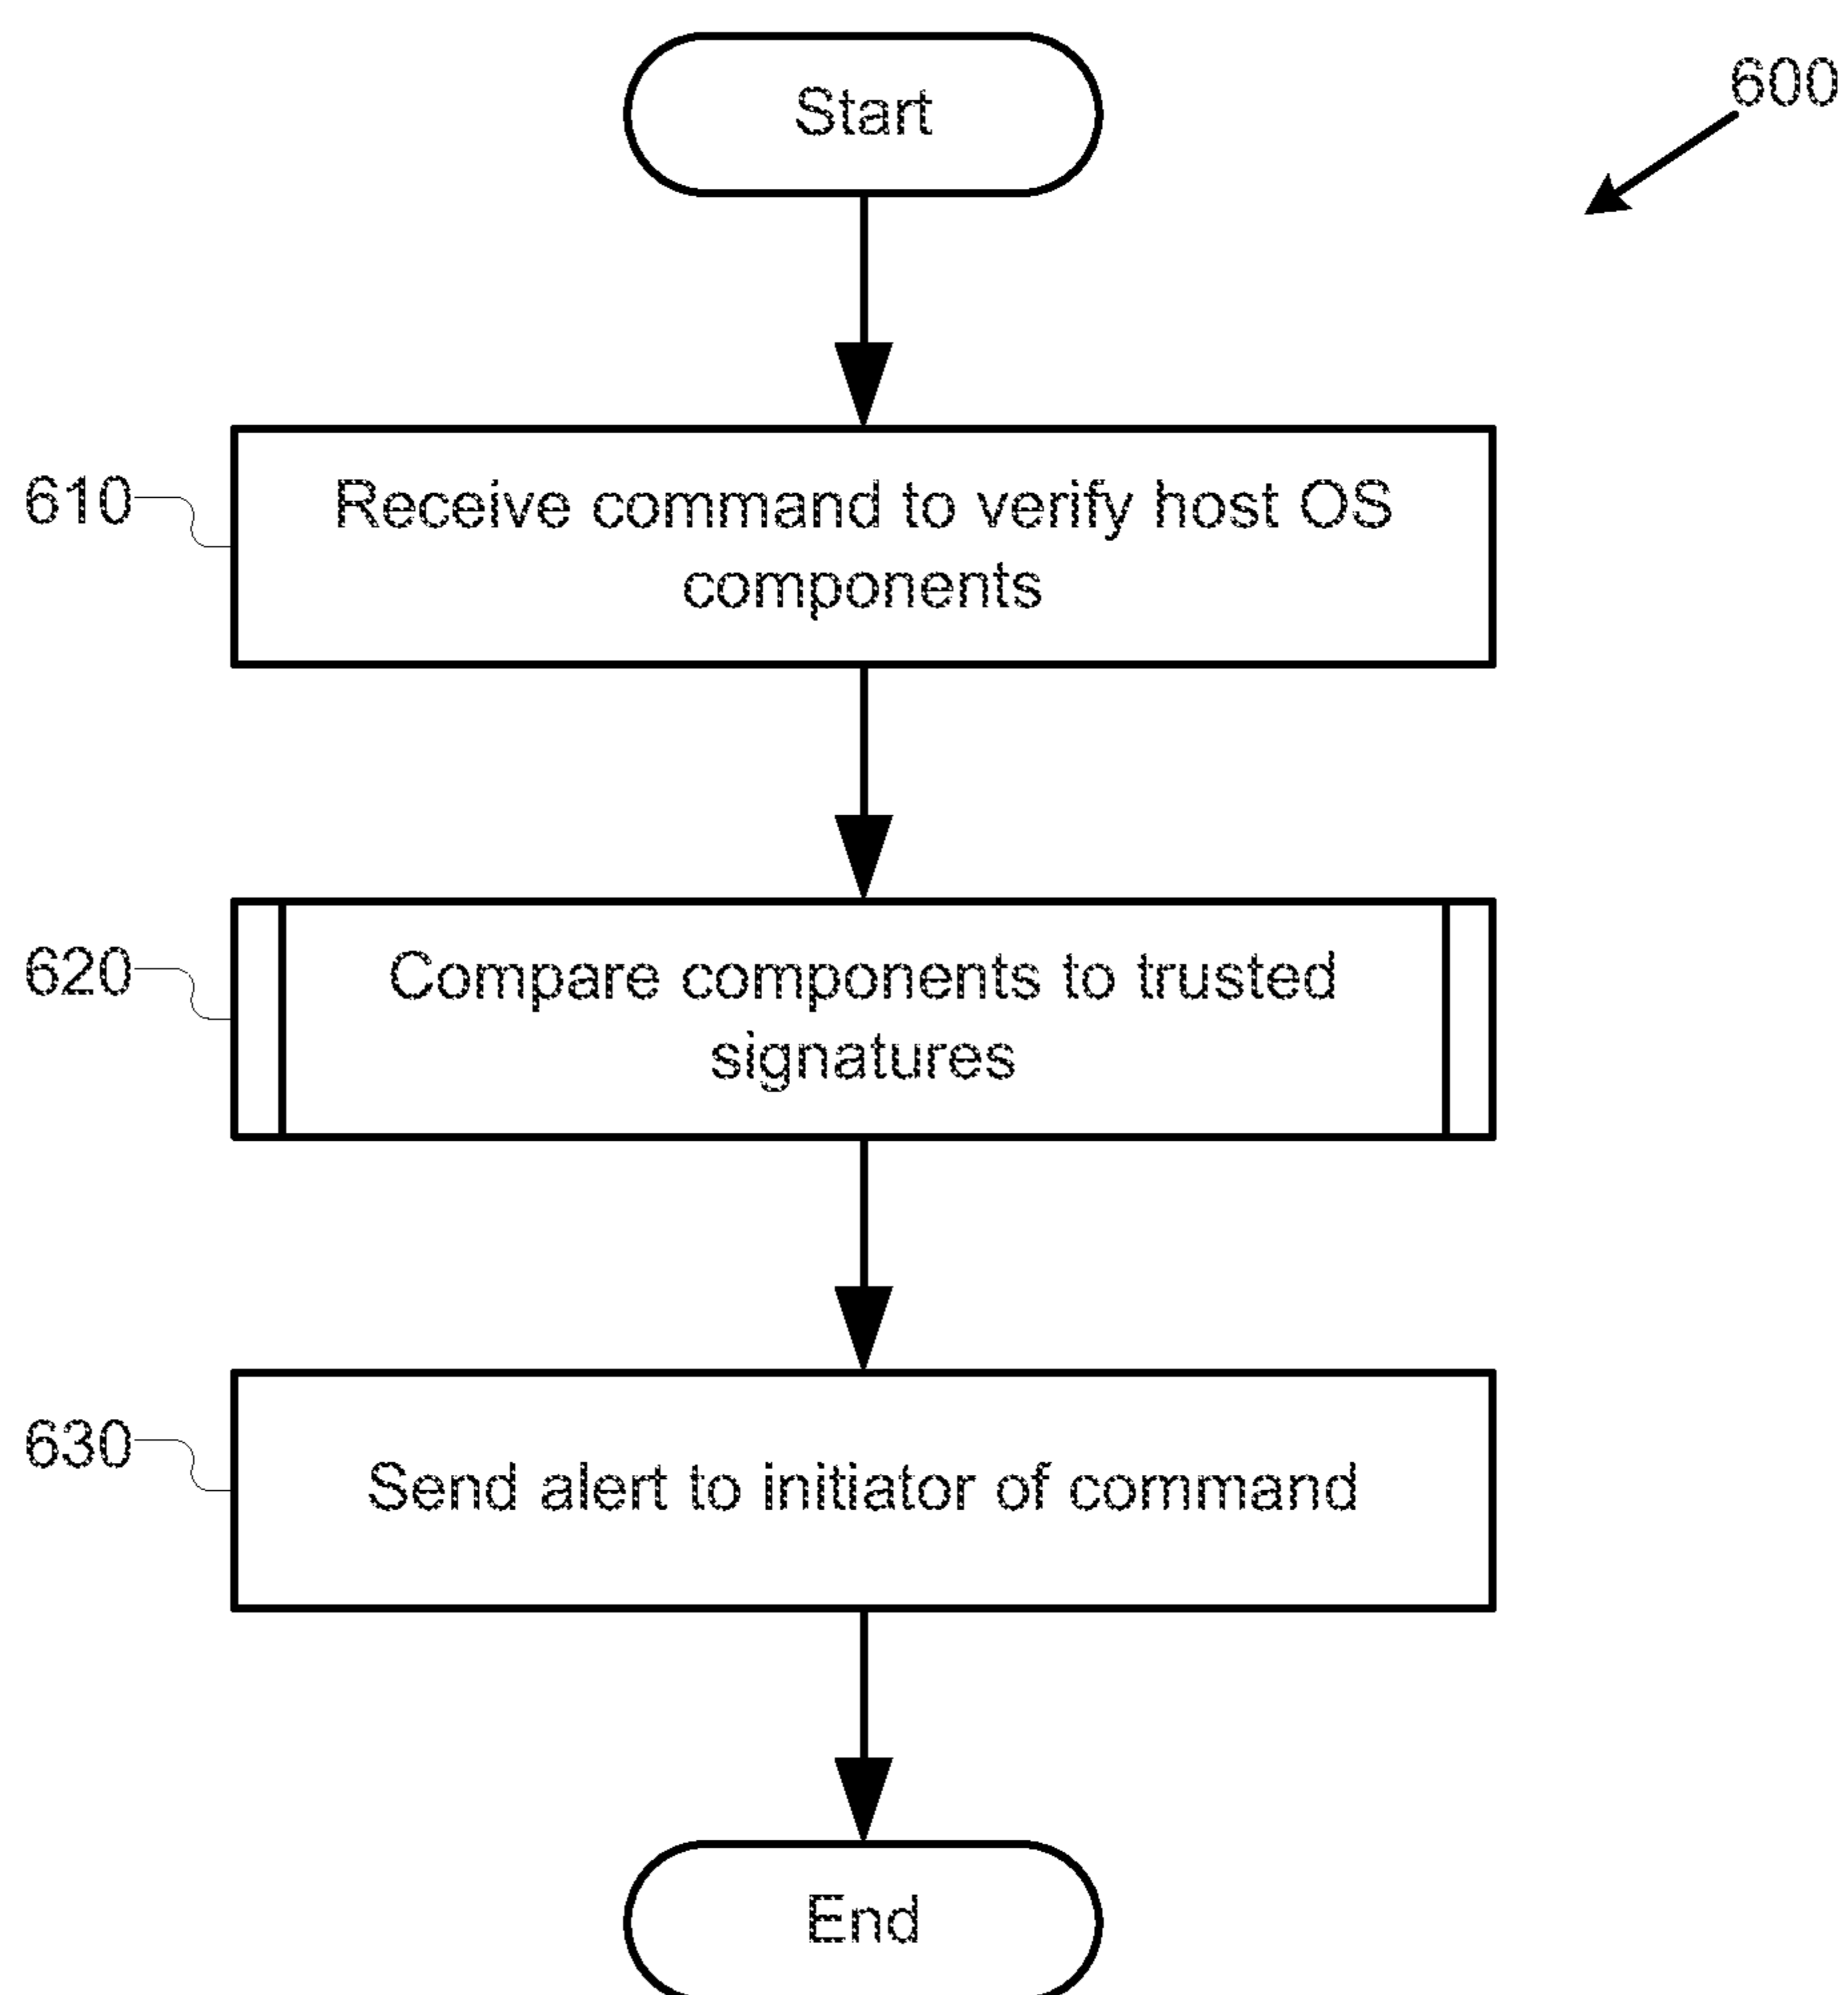 Start
600
610
Receive command to verify host OS
components
620
Compare components to trusted
signatures
630
Send alert to initiator of command
End